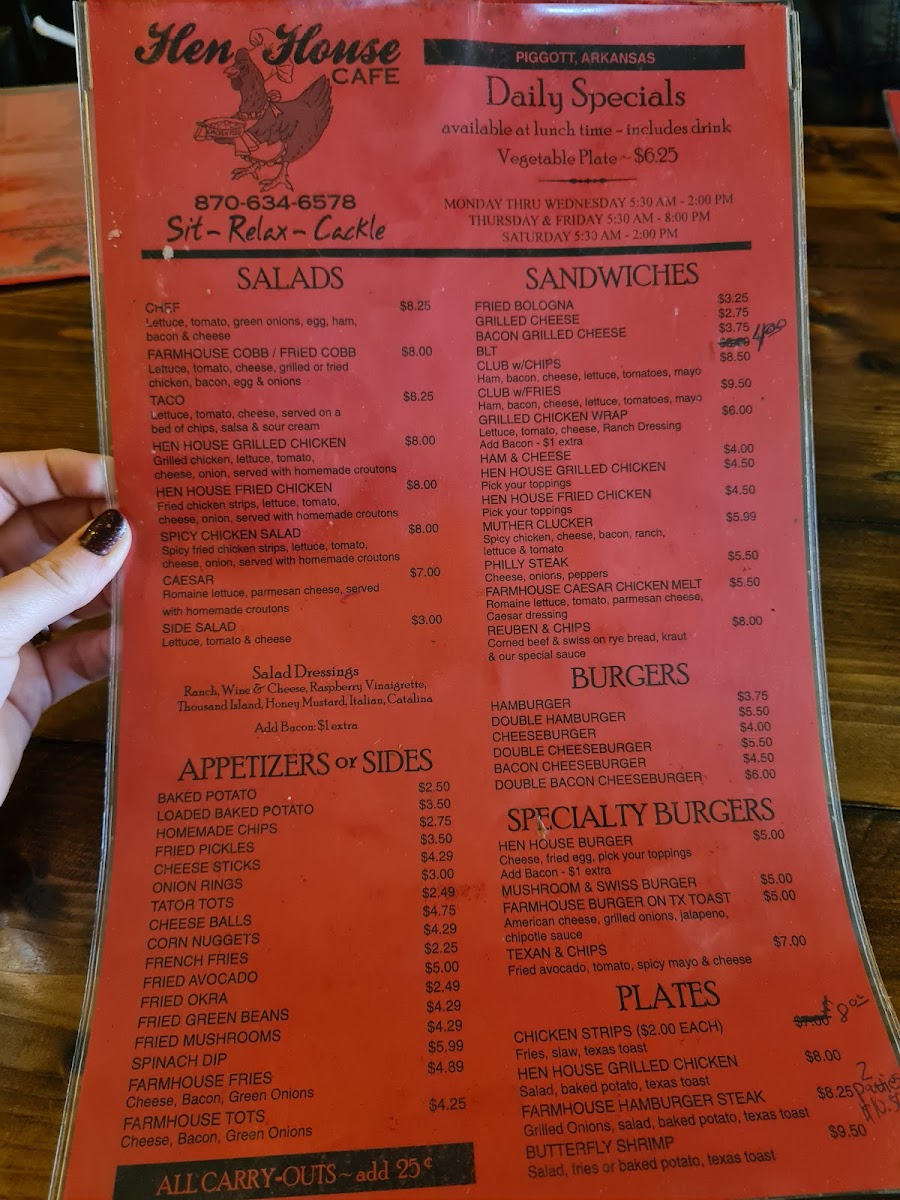 Hen House
CAFE
CHICKEN FEED
870-634-6578
Sit~Relax~Cackle
PIGGOTT, ARKANSAS
Daily Specials
available at lunch time ~ includes drink
Vegetable Plate ~ $6.25
MONDAY THRU WEDNESDAY 5:30 AM - 2:00 PM
THURSDAY & FRIDAY 5:30 AM - 8:00 PM
SATURDAY 5:30 AM - 2:00 PM
SALADS
CHEF $8.25
Lettuce, tomato, green onions, egg, ham,
bacon & cheese
FARMHOUSE COBB / FRIED COBB $8.00
Lettuce, tomato, cheese, grilled or fried
chicken, bacon, egg & onions
TACO $8.25
Lettuce, tomato, cheese, served on a
bed of chips, salsa & sour cream
HEN HOUSE GRILLED CHICKEN $8.00
Grilled chicken, lettuce, tomato,
cheese, onion, served with homemade croutons
HEN HOUSE FRIED CHICKEN $8.00
Fried chicken strips, lettuce, tomato,
cheese, onion, served with homemade croutons
SPICY CHICKEN SALAD $8.00
Spicy fried chicken strips, lettuce, tomato,
cheese, onion, served with homemade croutons
CAESAR $7.00
Romaine lettuce, parmesan cheese, served
with homemade croutons
SIDE SALAD $3.00
Lettuce, tomato & cheese
Salad Dressings
Ranch, Wine & Cheese, Raspberry Vinaigrette,
Thousand Island, Honey Mustard, Italian, Catalina
Add Bacon: $1 extra
APPETIZERS or SIDES
BAKED POTATO $2.50
LOADED BAKED POTATO $3.50
HOMEMADE CHIPS $2.75
FRIED PICKLES $3.50
CHEESE STICKS $4.29
ONION RINGS $3.00
TATOR TOTS $2.49
CHEESE BALLS $4.75
CORN NUGGETS $4.29
FRENCH FRIES $2.25
FRIED AVOCADO $5.00
FRIED OKRA $2.49
FRIED GREEN BEANS $4.29
FRIED MUSHROOMS $4.29
SPINACH DIP $5.99
FARMHOUSE FRIES $4.89
Cheese, Bacon, Green Onions
FARMHOUSE TOTS $4.25
Cheese, Bacon, Green Onions
ALL CARRY-OUTS ~ add 25¢
SANDWICHES
FRIED BOLOGNA $3.25
GRILLED CHEESE $2.75
BACON GRILLED CHEESE $3.75
BLT 4.00
CLUB w/CHIPS $8.50
Ham, bacon, cheese, lettuce, tomatoes, mayo
CLUB w/FRIES $9.50
Ham, bacon, cheese, lettuce, tomatoes, mayo
GRILLED CHICKEN WRAP $6.00
Lettuce, tomato, cheese, Ranch Dressing
Add Bacon - $1 extra
HAM & CHEESE $4.00
HEN HOUSE GRILLED CHICKEN $4.50
Pick your toppings
HEN HOUSE FRIED CHICKEN $4.50
Pick your toppings
MUTHER CLUCKER $5.99
Spicy chicken, cheese, bacon, ranch,
lettuce & tomato
PHILLY STEAK $5.50
Cheese, onions, peppers
FARMHOUSE CAESAR CHICKEN MELT $5.50
Romaine lettuce, tomato, parmesan cheese,
Caesar dressing
REUBEN & CHIPS $8.00
Corned beef & swiss on rye bread, kraut
& our special sauce
BURGERS
HAMBURGER $3.75
DOUBLE HAMBURGER $5.50
CHEESEBURGER $4.00
DOUBLE CHEESEBURGER $5.50
BACON CHEESEBURGER $4.50
DOUBLE BACON CHEESEBURGER $6.00
SPECIALTY BURGERS
HEN HOUSE BURGER $5.00
Cheese, fried egg, pick your toppings
Add Bacon - $1 extra
MUSHROOM & SWISS BURGER $5.00
FARMHOUSE BURGER ON TX TOAST $5.00
American cheese, grilled onions, jalapeno,
chipotle sauce
TEXAN & CHIPS $7.00
Fried avocado, tomato, spicy mayo & cheese
PLATES
CHICKEN STRIPS ($2.00 EACH) $7.00 8.00
Fries, slaw, texas toast
HEN HOUSE GRILLED CHICKEN $8.00
Salad, baked potato, texas toast
FARMHOUSE HAMBURGER STEAK $8.25 2 patties
Grilled Onions, salad, baked potato, texas toast
BUTTERFLY SHRIMP $9.50
Salad, fries or baked potato, texas toast